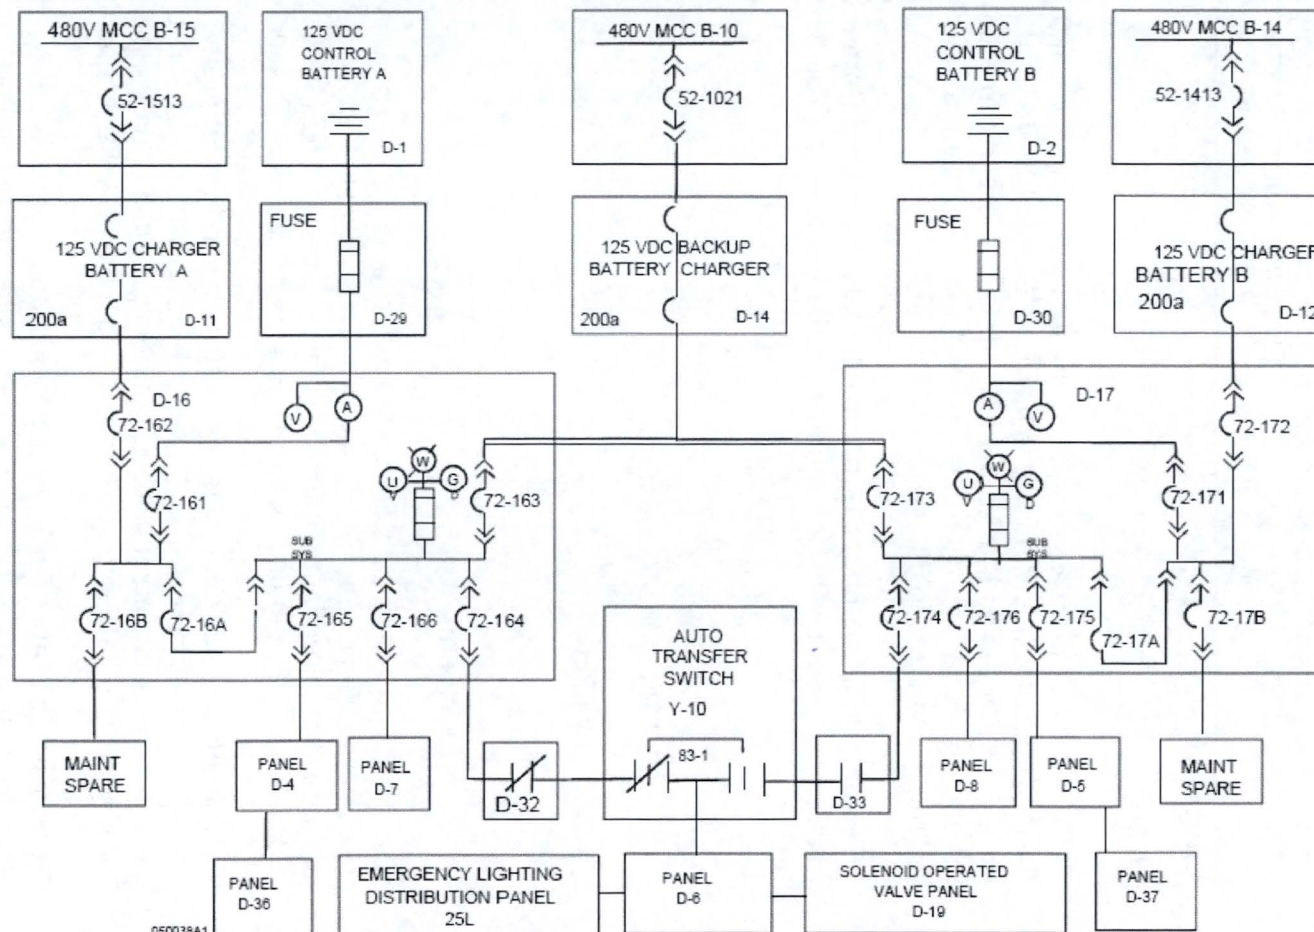 480V MCC B-15
52-1513
125 VDC
CONTROL
BATTERY A
D-1
480V MCC B-10
52-1021
125 VDC
CONTROL
BATTERY B
D-2
480V MCC B-14
52-1413
125 VDC CHARGER
BATTERY A
200a
D-11
FUSE
D-29
125 VDC BACKUP
BATTERY CHARGER
200a
D-14
FUSE
D-30
125 VDC CHARGER
BATTERY B
200a
D-12
D-16
72-162
V
A
72-161
U
W
G
72-163
SUB
SYS
72-16B
72-16A
72-165
72-166
72-164
A
V
D-17
72-172
72-173
U
W
G
D
72-171
SUB
SYS
72-174
72-176
72-175
72-17A
72-17B
AUTO
TRANSFER
SWITCH
Y-10
83-1
MAINT
SPARE
PANEL
D-4
PANEL
D-7
D-32
D-33
PANEL
D-8
PANEL
D-5
MAINT
SPARE
PANEL
D-36
EMERGENCY LIGHTING
DISTRIBUTION PANEL
25L
PANEL
D-6
SOLENOID OPERATED
VALVE PANEL
D-19
PANEL
D-37